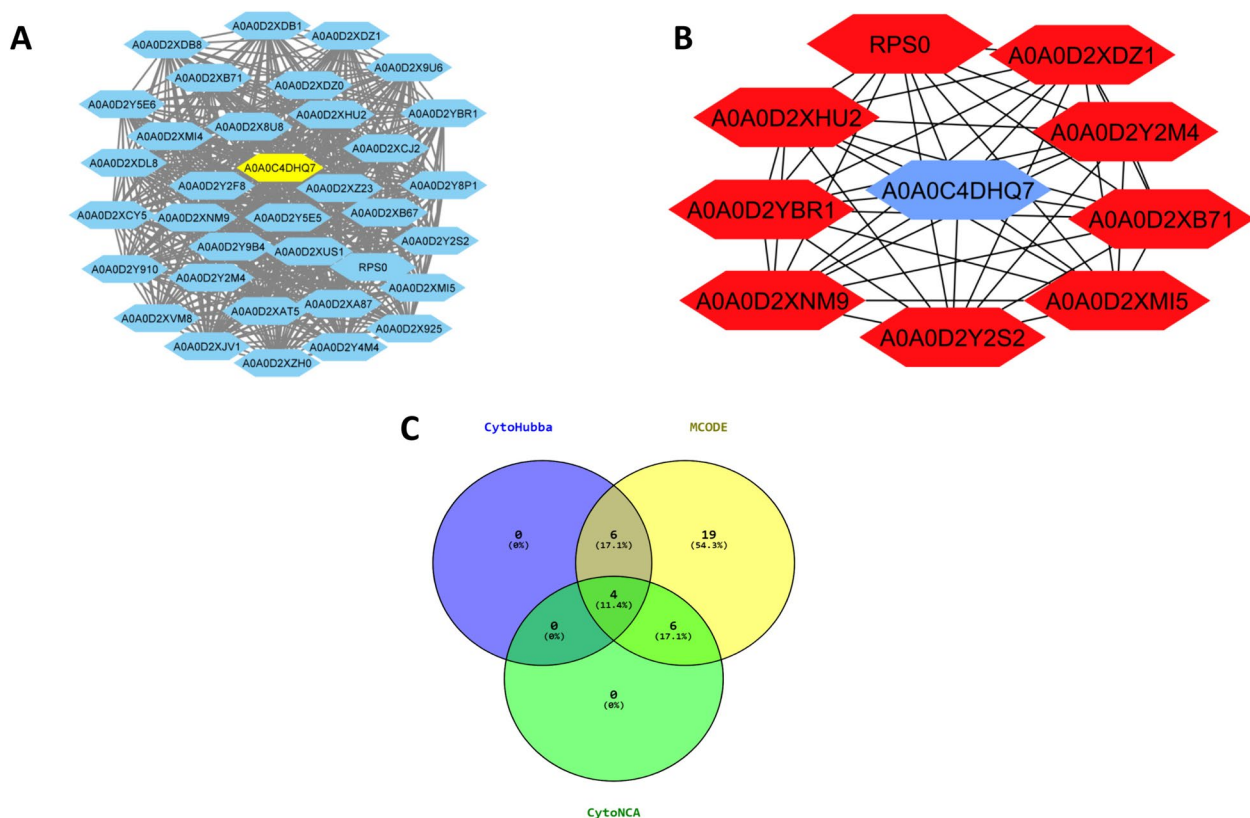 A
A0A0D2XDB1
A0A0D2XDB8
A0A0D2XDZ1
A0A0D2X9U6
A0A0D2XB71
A0A0D2XDZ0
A0A0D2Y5E6
A0A0D2XHU2
A0A0D2YBR1
A0A0D2X8U8
A0A0D2XMI4
A0A0D2XCJ2
A0A0D2XDL8
A0A0C4DHQ7
A0A0D2Y2F8
A0A0D2XZ23
A0A0D2Y8P1
A0A0D2XCY5
A0A0D2XNM9
A0A0D2Y5E5
A0A0D2XB67
A0A0D2Y2S2
A0A0D2Y9B4
A0A0D2XUS1
RPS0
A0A0D2Y910
A0A0D2Y2M4
A0A0D2XMI5
A0A0D2XVM8
A0A0D2XAT5
A0A0D2XA87
A0A0D2X925
A0A0D2XJV1
A0A0D2Y4M4
A0A0D2XZH0
B
RPS0
A0A0D2XDZ1
A0A0D2XHU2
A0A0D2Y2M4
A0A0C4DHQ7
A0A0D2YBR1
A0A0D2XB71
A0A0D2XNM9
A0A0D2XMI5
A0A0D2Y2S2
C
CytoHubba
MCODE
0
(0%)
6
(17.1%)
19
(54.3%)
4
(11.4%)
0
(0%)
6
(17.1%)
0
(0%)
CytoNCA